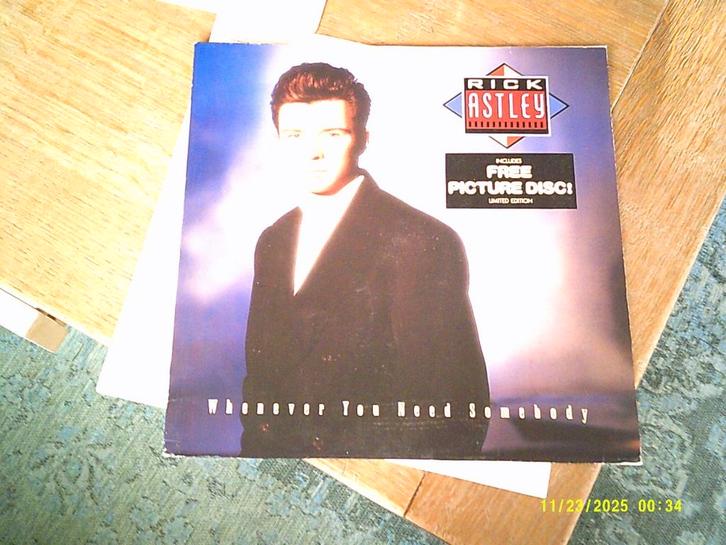 RICK
ASTLEY
INCLUDES
FREE
PICTURE DISC!
LIMITED EDITION
Whenever You Need Somebody
11/23/2025 00:34